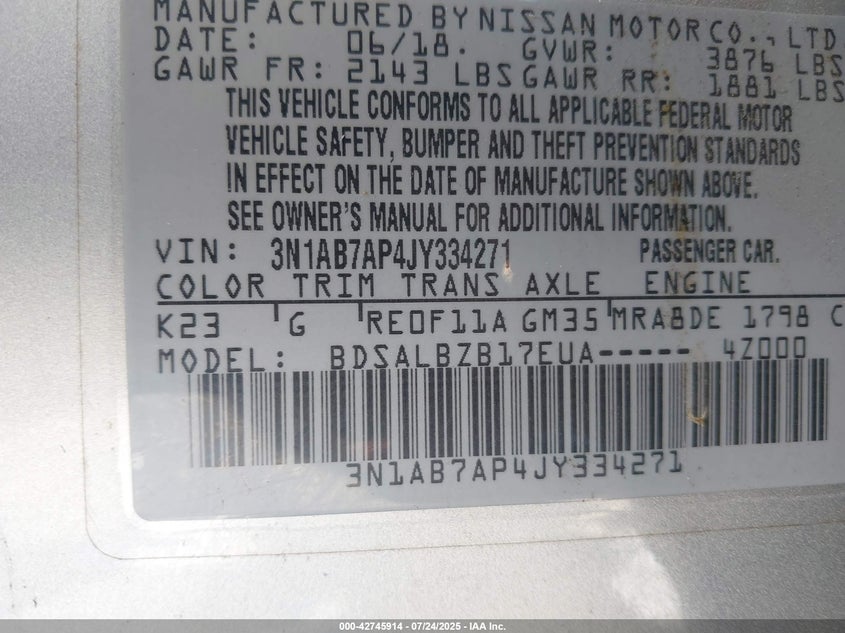 MANUFACTURED BY NISSAN MOTOR CO., LTD.
DATE: 06/18. GVWR: 3876 LBS
GAWR FR: 2143 LBS GAWR RR: 1881 LBS
THIS VEHICLE CONFORMS TO ALL APPLICABLE FEDERAL MOTOR
VEHICLE SAFETY, BUMPER AND THEFT PREVENTION STANDARDS
IN EFFECT ON THE DATE OF MANUFACTURE SHOWN ABOVE.
SEE OWNER'S MANUAL FOR ADDITIONAL INFORMATION.
VIN: 3N1AB7AP4JY334271 PASSENGER CAR.
COLOR TRIM TRANS AXLE ENGINE
K23 G RE0F11A GM35 MRA8DE 1798 C
MODEL: BDSALBZB17EUA----- 4Z000
3N1AB7AP4JY334271
000-42745914 - 07/24/2025 - IAA Inc.